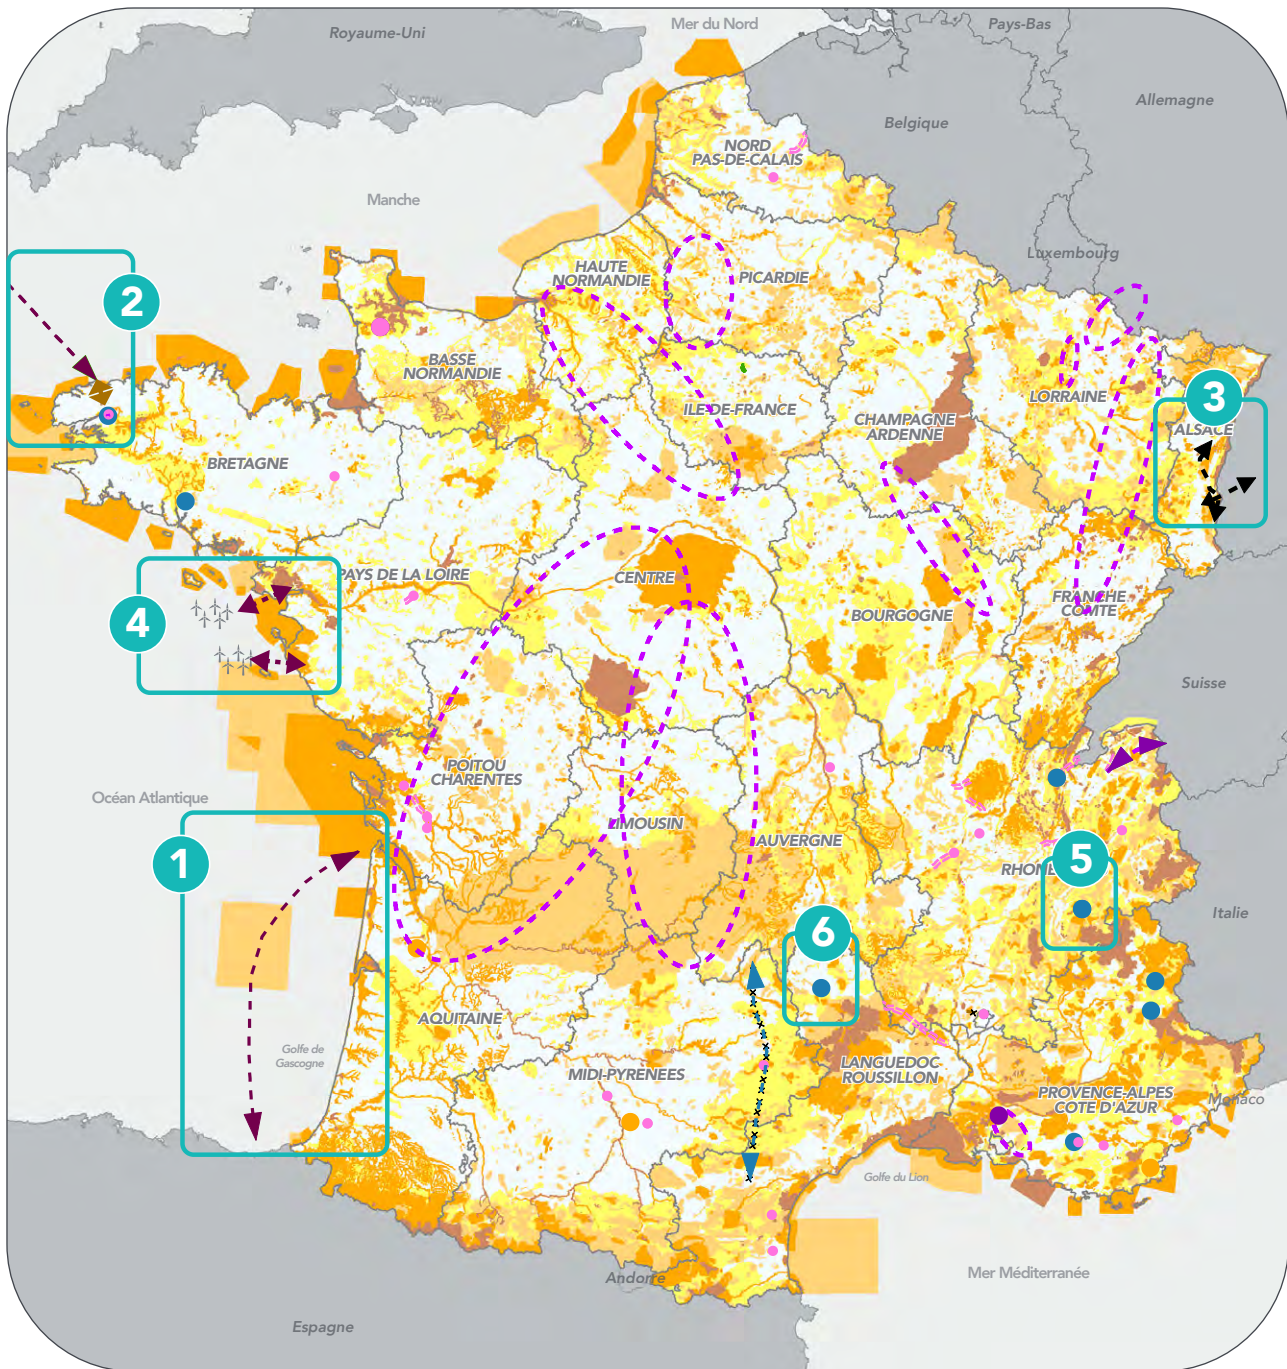 Royaume-Uni
Mer du Nord
Pays-Bas
Allemagne
Belgique
NORD
PAS-DE-CALAIS
Manche
Luxembourg
2
HAUTE
NORMANDIE
PICARDIE
BASSE
NORMANDIE
ILE-DE-FRANCE
LORRAINE
3
CHAMPAGNE
ARDENNE
ALSACE
BRETAGNE
PAYS DE LA LOIRE
CENTRE
4
BOURGOGNE
FRANCHE
COMTE
Suisse
POITOU
CHARENTES
Océan Atlantique
LIMOUSIN
AUVERGNE
1
RHONE
5
Italie
6
AQUITAINE
Golfe de
Gascogne
MIDI-PYRENEES
LANGUEDOC
ROUSSILLON
PROVENCE-ALPES
COTE D'AZUR
Monaco
Golfe du Lion
Mer Méditerranée
Andorre
Espagne